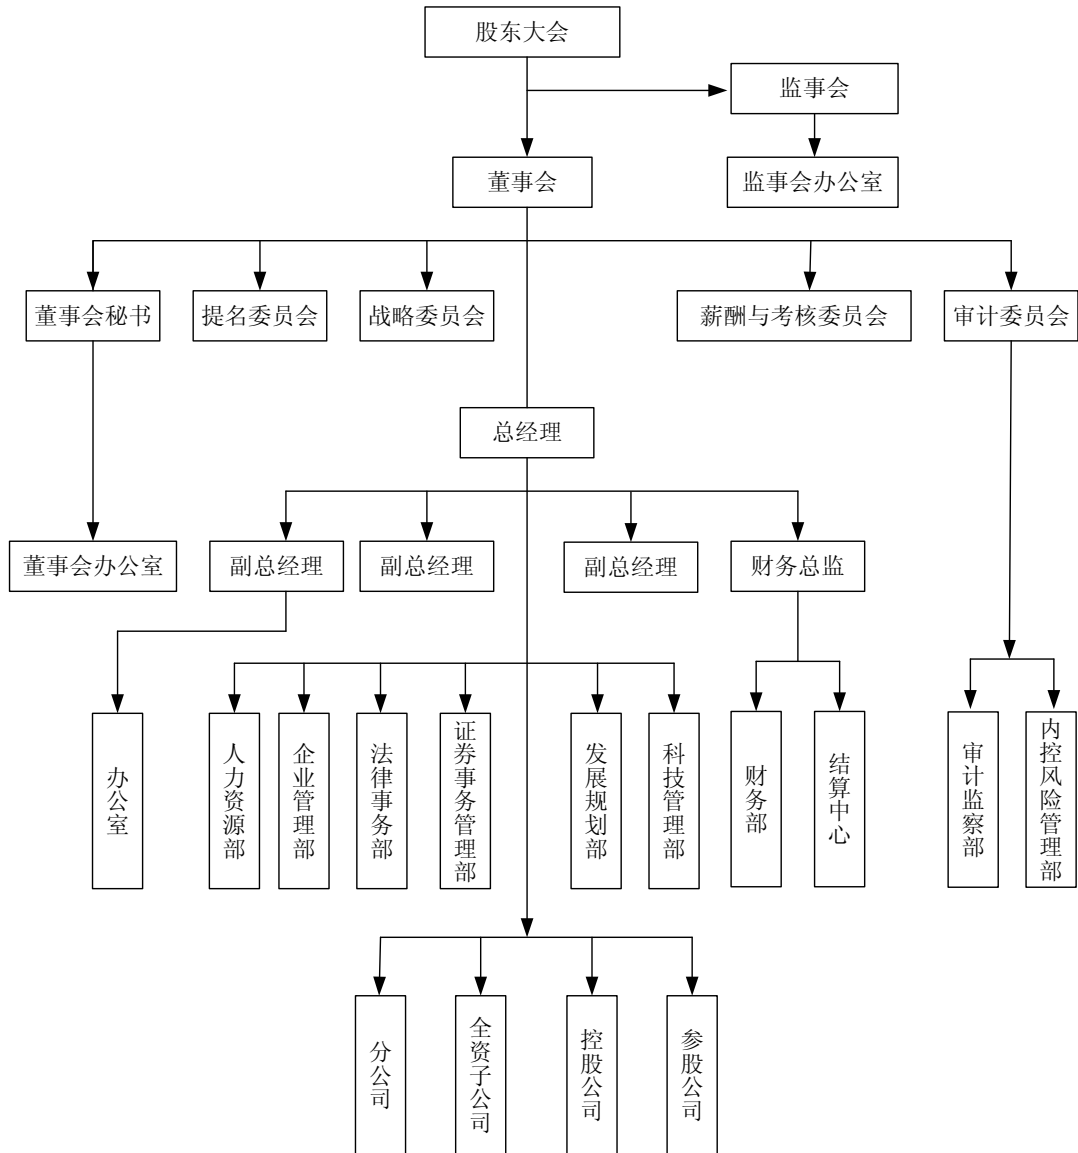 股东大会
监事会
董事会
监事会办公室
董事会秘书
提名委员会
战略委员会
薪酬与考核委员会
审计委员会
总经理
董事会办公室
副总经理
副总经理
副总经理
财务总监
办公室
人力资源部
企业管理部
法律事务部
证券事务管理部
发展规划部
科技管理部
财务部
结算中心
审计监察部
内控风险管理部
分公司
全资子公司
控股公司
参股公司